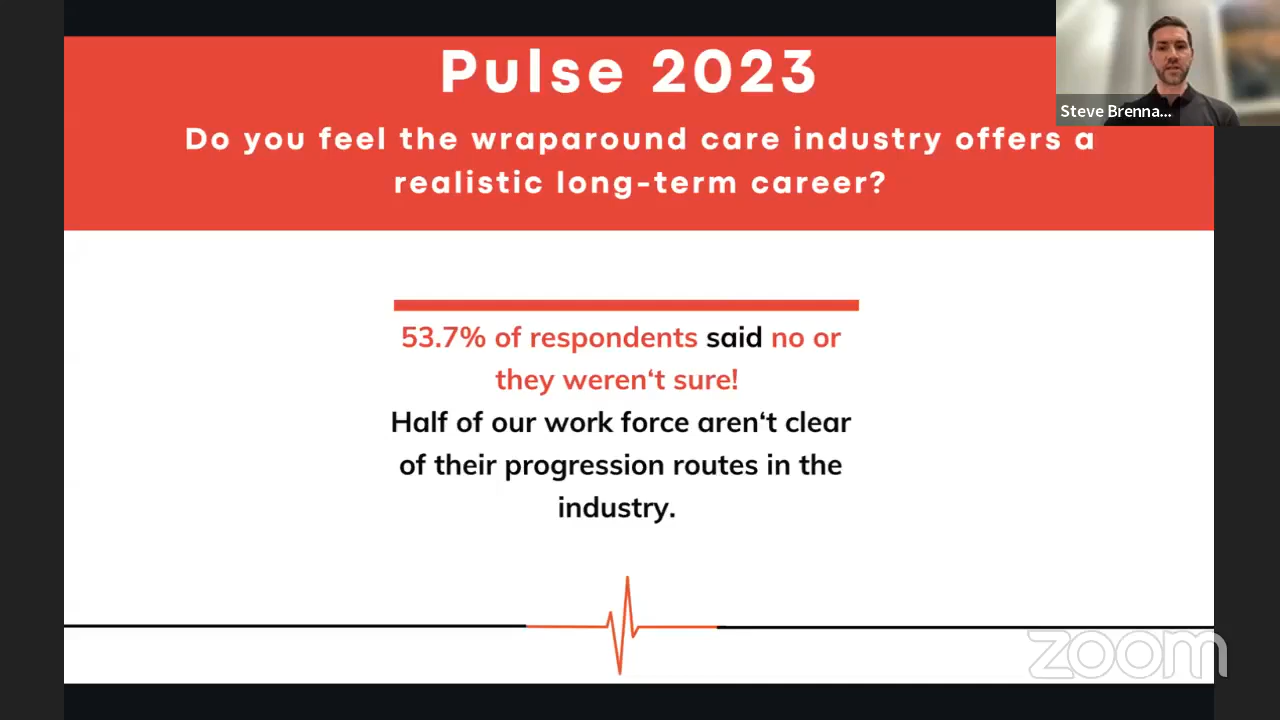 Pulse 2023
Do you feel the wraparound care industry offers a
realistic long-term career?
Steve Brenna...
53.7% of respondents said no or
they weren‘t sure!
Half of our work force aren‘t clear
of their progression routes in the
industry.
zoom